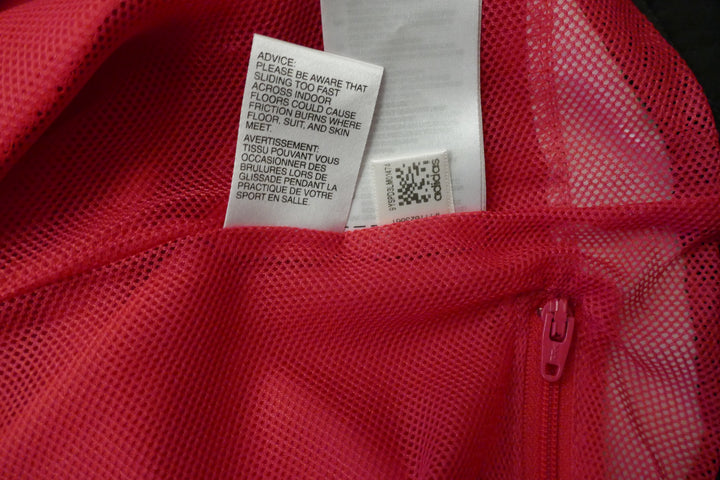 ADVICE:
PLEASE BE AWARE THAT
SLIDING TOO FAST
ACROSS INDOOR
FLOORS COULD CAUSE
FRICTION BURNS WHERE
FLOOR, SUIT, AND SKIN
MEET.
AVERTISSEMENT:
TISSU POUVANT VOUS
OCCASIONNER DES
BRULURES LORS DE
GLISSADE PENDANT LA
PRACTIQUE DE VOTRE
SPORT EN SALLE.
adidas